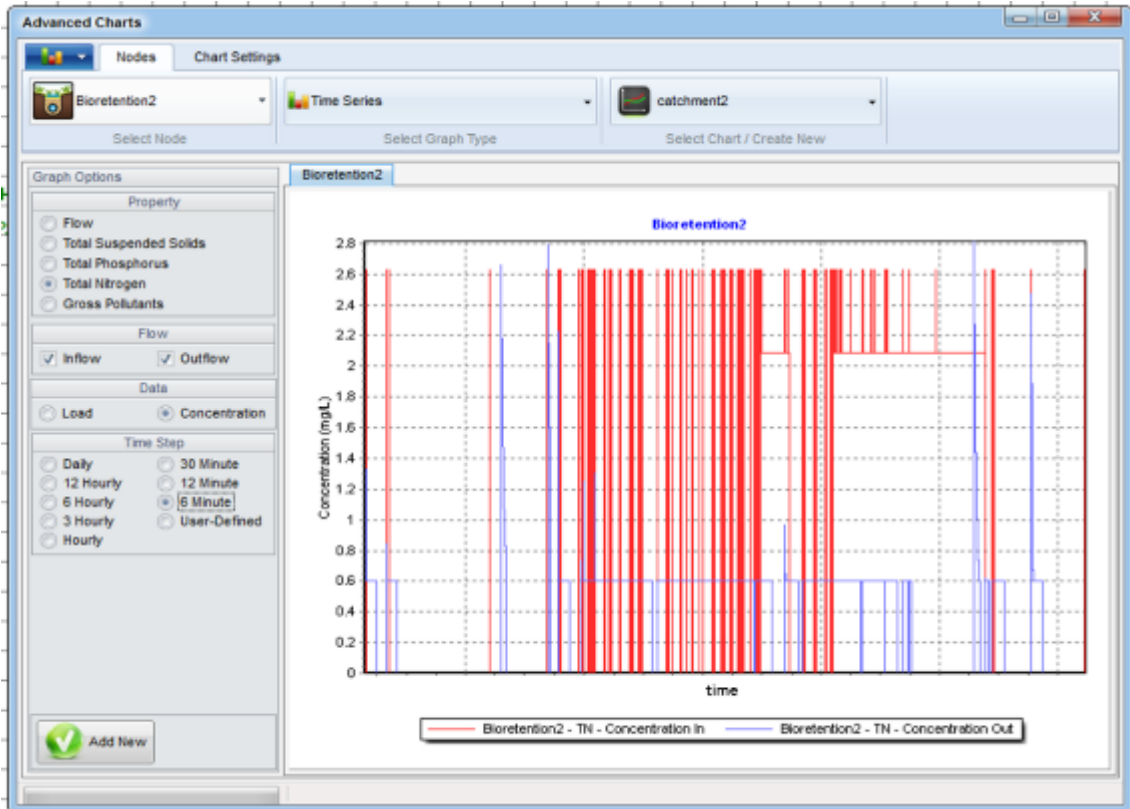 Advanced Charts
Nodes Chart Settings
Bioretention2 Time Series catchment2
Select Node Select Graph Type Select Chart / Create New
Graph Options
Property
Flow
Total Suspended Solids
Total Phosphorus
Total Nitrogen
Gross Pollutants
Flow
Inflow Outflow
Data
Load Concentration
Time Step
Daily 30 Minute
12 Hourly 12 Minute
6 Hourly 6 Minute
3 Hourly User-Defined
Hourly
Add New
Bioretention2
Bioretention2
Concentration (mg/L)
2.8
2.6
2.4
2.2
2
1.8
1.6
1.4
1.2
1
0.8
0.6
0.4
0.2
0
time
Bioretention2 - TN - Concentration In Bioretention2 - TN - Concentration Out